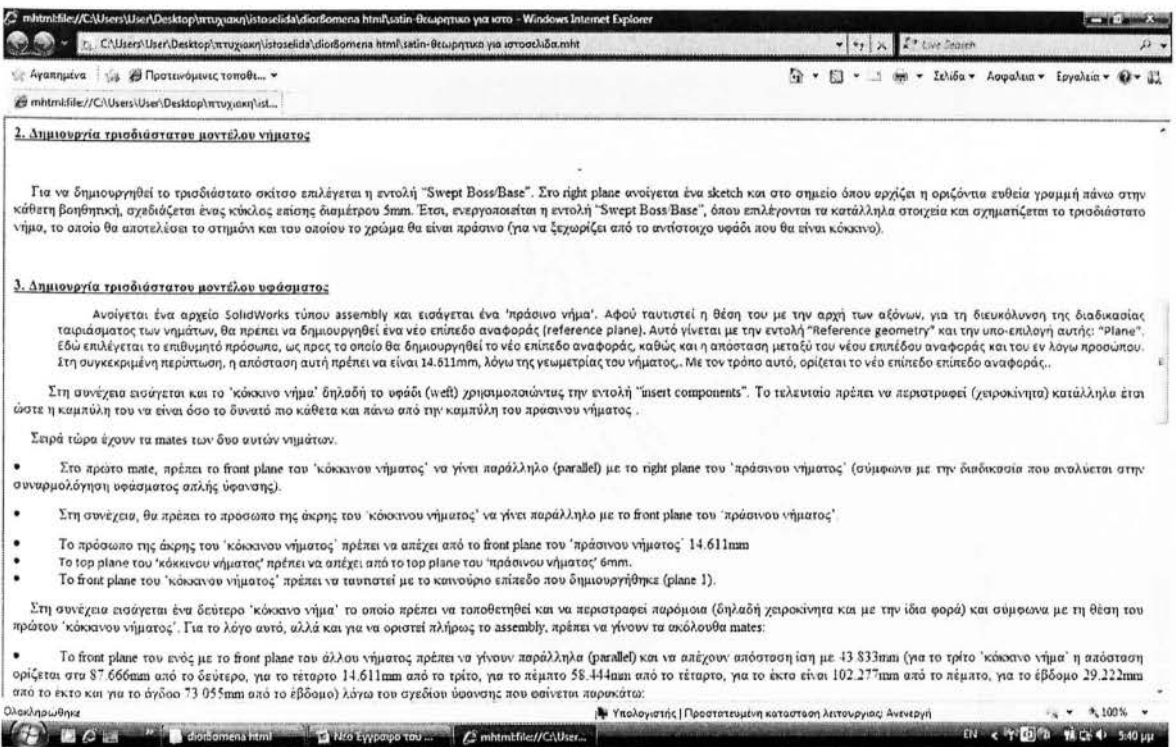 mhtml:file://C:\Users\User\Desktop\πτυχιακη\istoselida\diorθomena html\satin-θεωρητικο για ιστο - Windows Internet Explorer
C:\Users\User\Desktop\πτυχιακη\istoselida\diorθomena html\satin-θεωρητικο για ιστοσελιδα.mht
Live Search
Αγαπημένα Προτεινόμενες τοποθε...
Σελίδα Ασφάλεια Εργαλεία
mhtml:file://C:\Users\User\Desktop\πτυχιακη\ist...
2. Δημιουργία τρισδιάστατου μοντέλου νήματος
Για να δημιουργηθεί το τρισδιάστατο σκίτσο επιλέγεται η εντολή "Swept Boss/Base". Στο right plane ανοίγεται ένα sketch και στο σημείο όπου αρχίζει η οριζόντια ευθεία γραμμή πάνω στην
κάθετη βοηθητική, σχεδιάζεται ένας κύκλος επίσης διαμέτρου 5mm. Έτσι, ενεργοποιείται η εντολή "Swept Boss/Base", όπου επιλέγονται τα κατάλληλα στοιχεία και σχηματίζεται το τρισδιάστατο
νήμα, το οποίο θα αποτελέσει το στημόνι και του οποίου το χρώμα θα είναι πράσινο (για να ξεχωρίζει από το αντίστοιχο υφάδι που θα είναι κόκκινο).
3. Δημιουργία τρισδιάστατου μοντέλου υφάσματος
Ανοίγεται ένα αρχείο SolidWorks τύπου assembly και εισάγεται ένα 'πράσινο νήμα'. Αφού ταυτιστεί η θέση του με την αρχή των αξόνων, για τη διευκόλυνση της διαδικασίας
ταιριάσματος των νημάτων, θα πρέπει να δημιουργηθεί ένα νέο επίπεδο αναφοράς (reference plane). Αυτό γίνεται με την εντολή "Reference geometry" και την υπο-επιλογή αυτής: "Plane".
Εδώ επιλέγεται το επιθυμητό πρόσωπο, ως προς το οποίο θα δημιουργηθεί το νέο επίπεδο αναφοράς, καθώς και η απόσταση μεταξύ του νέου επιπέδου αναφοράς και του εν λόγω προσώπου.
Στη συγκεκριμένη περίπτωση, η απόσταση αυτή πρέπει να είναι 14.611mm, λόγω της γεωμετρίας του νήματος,. Με τον τρόπο αυτό, ορίζεται το νέο επίπεδο επίπεδο αναφοράς,.
Στη συνέχεια εισάγεται και το 'κόκκινο νήμα' δηλαδή το υφάδι (weft) χρησιμοποιώντας την εντολή "insert components". Το τελευταίο πρέπει να περιστραφεί (χειροκίνητα) κατάλληλα έτσι
ώστε η καμπύλη του να είναι όσο το δυνατό πιο κάθετα και πάνω από την καμπύλη του πράσινου νήματος .
Σειρά τώρα έχουν τα mates των δυο αυτών νημάτων.
• Στο πρώτο mate, πρέπει το front plane του 'κόκκινου νήματος' να γίνει παράλληλο (parallel) με το right plane του 'πράσινου νήματος' (σύμφωνα με την διαδικασία που αναλύεται στην
συναρμολόγηση υφάσματος απλής ύφανσης).
• Στη συνέχεια, θα πρέπει το πρόσωπο της άκρης του 'κόκκινου νήματος' να γίνει παράλληλο με το front plane του 'πράσινου νήματος'.
• Το πρόσωπο της άκρης του 'κόκκινου νήματος' πρέπει να απέχει από το front plane του 'πράσινου νήματος' 14.611mm
• Το top plane του 'κόκκινου νήματος' πρέπει να απέχει από το top plane του 'πράσινου νήματος' 6mm.
• Το front plane του 'κόκκινου νήματος' πρέπει να ταυτιστεί με το καινούριο επίπεδο που δημιουργήθηκε (plane 1).
Στη συνέχεια εισάγεται ένα δεύτερο 'κόκκινο νήμα' το οποίο πρέπει να τοποθετηθεί και να περιστραφεί παρόμοια (δηλαδή χειροκίνητα και με την ίδια φορά) και σύμφωνα με τη θέση του
πρώτου 'κόκκινου νήματος'. Για το λόγο αυτό, αλλά και για να οριστεί πλήρως το assembly, πρέπει να γίνουν τα ακόλουθα mates:
• Το front plane του ενός με το front plane του άλλου νήματος πρέπει να γίνουν παράλληλα (parallel) και να απέχουν απόσταση ίση με 43.833mm (για το τρίτο 'κόκκινο νήμα' η απόσταση
ορίζεται στα 87.666mm από το δεύτερο, για το τέταρτο 14.611mm από το τρίτο, για το πέμπτο 58.444mm από το τέταρτο, για το έκτο είναι 102.277mm από το πέμπτο, για το έβδομο 29.222mm
από το έκτο και για το όγδοο 73.055mm από το έβδομο) λόγω του σχεδίου ύφανσης που φαίνεται παρακάτω:
Ολοκληρώθηκε Υπολογιστής | Προστατευμένη κατάσταση λειτουργίας: Ανενεργή 100%
diorθomena html Νέο Έγγραφο του ... mhtml:file://C:\User... EN 5:40 μμ